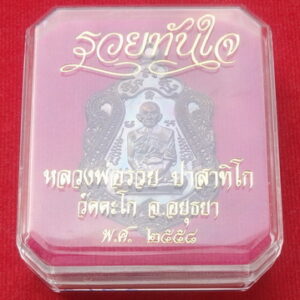 รวยทันใจ
หลวงพ่อรวย ปาสาทิโก
วัดตะโก จ.อยุธยา
พ.ศ. ๒๕๕๘